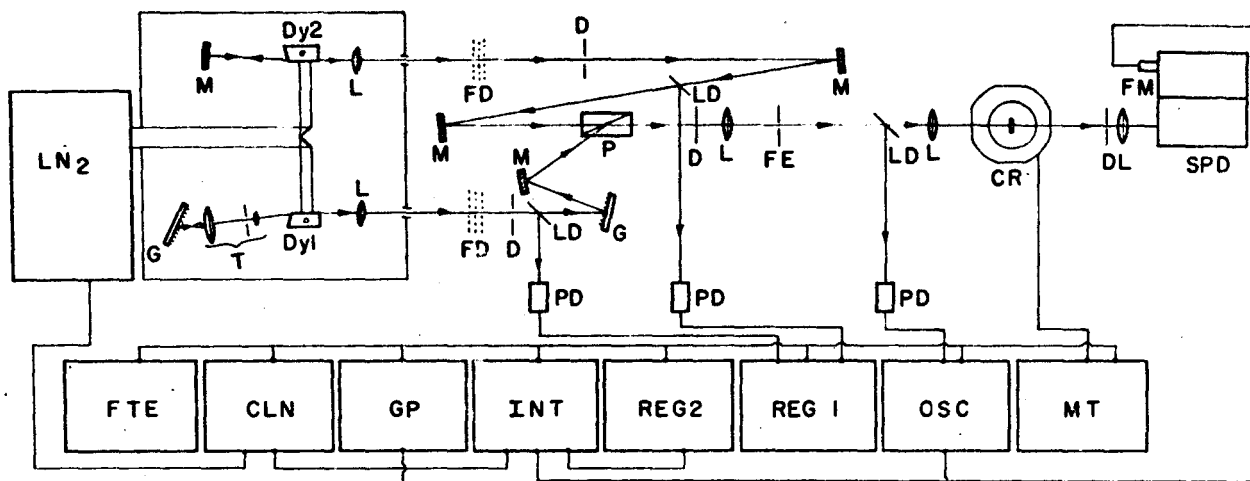 Dy2 D
M L FD M FM
LD
LN2 M P D L FE LD L CR DL SPD
M
L
G T Dy1 FD D LD G
PD PD PD
FTE CLN GP INT REG2 REG 1 OSC MT